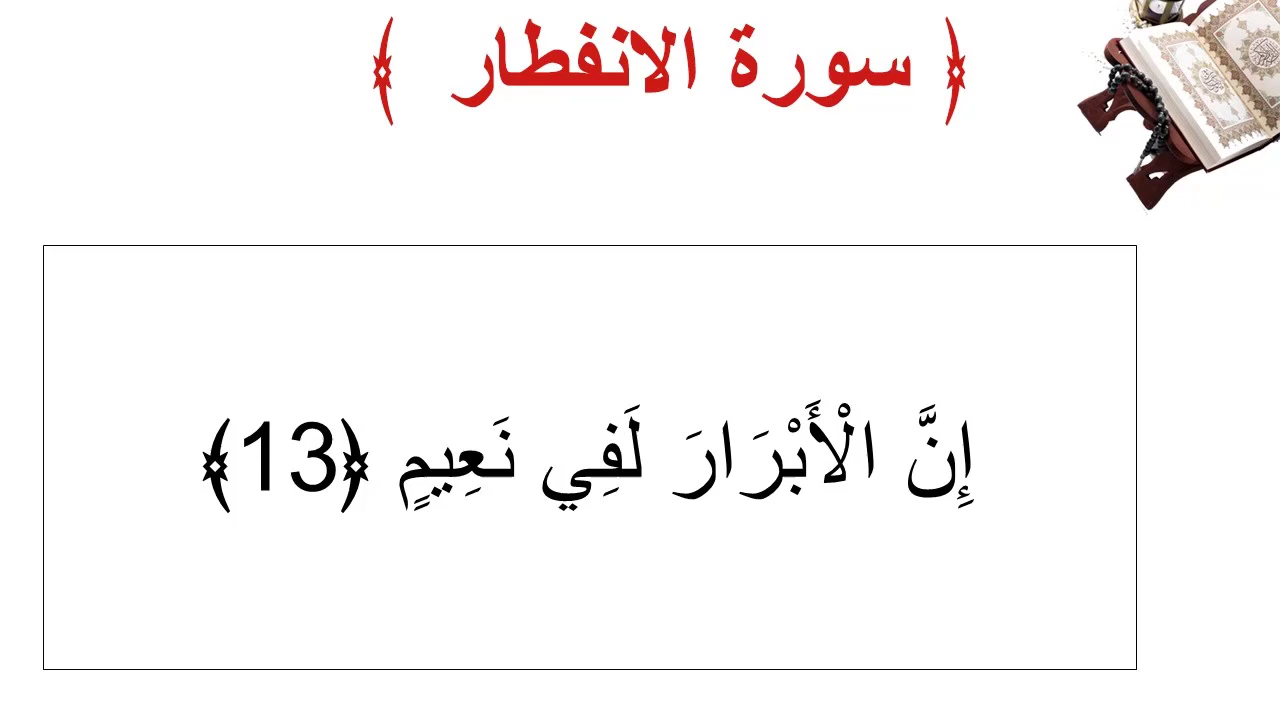 ﴿ سورة الانفطار ﴾
إِنَّ الْأَبْرَارَ لَفِي نَعِيمٍ ﴿13﴾